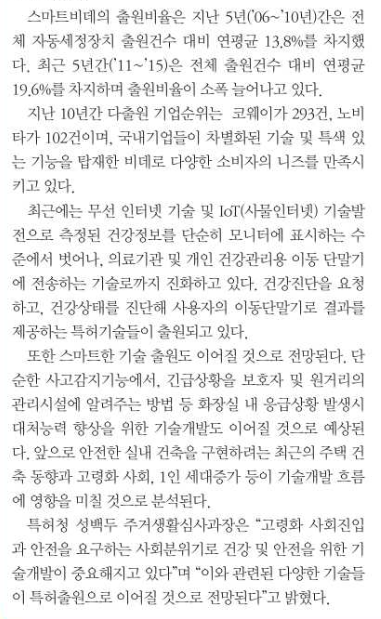 스마트비데의 출원비율은 지난 5년('06~'10년)간은 전
체 자동세정장치 출원건수 대비 연평균 13.8%를 차지했
다. 최근 5년간('11~'15)은 전체 출원건수 대비 연평균
19.6%를 차지하며 출원비율이 소폭 늘어나고 있다.
지난 10년간 다출원 기업순위는 코웨이가 293건, 노비
타가 102건이며, 국내기업들이 차별화된 기술 및 특색 있
는 기능을 탑재한 비데로 다양한 소비자의 니즈를 만족시
키고 있다.
최근에는 무선 인터넷 기술 및 IoT(사물인터넷) 기술발
전으로 측정된 건강정보를 단순히 모니터에 표시하는 수
준에서 벗어나, 의료기관 및 개인 건강관리용 이동 단말기
에 전송하는 기술로까지 진화하고 있다. 건강진단을 요청
하고, 건강상태를 진단해 사용자의 이동단말기로 결과를
제공하는 특허기술들이 출원되고 있다.
또한 스마트한 기술 출원도 이어질 것으로 전망된다. 단
순한 사고감지기능에서, 긴급상황을 보호자 및 원거리의
관리시설에 알려주는 방법 등 화장실 내 응급상황 발생시
대처능력 향상을 위한 기술개발도 이어질 것으로 예상된
다. 앞으로 안전한 실내 건축을 구현하려는 최근의 주택 건
축 동향과 고령화 사회, 1인 세대증가 등이 기술개발 흐름
에 영향을 미칠 것으로 분석된다.
특허청 성백두 주거생활심사과장은 "고령화 사회진입
과 안전을 요구하는 사회분위기로 건강 및 안전을 위한 기
술개발이 중요해지고 있다"며 "이와 관련된 다양한 기술들
이 특허출원으로 이어질 것으로 전망된다"고 밝혔다.